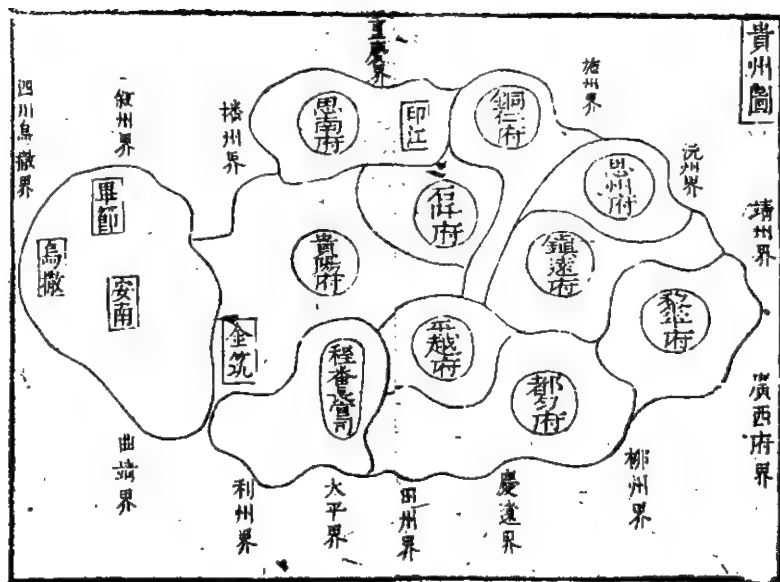 貴州圖
重慶界
施州界
沅州界
靖州界
廣西府界
柳州界
慶遠界
田州界
太平界
利州界
曲靖界
四川烏撒界
敘州界
播州界
思南府
印江
銅仁府
思州府
石阡府
鎮遠府
黎平府
貴陽府
平越府
都匀府
程番長官司
金筑
畢節
烏撒
安南